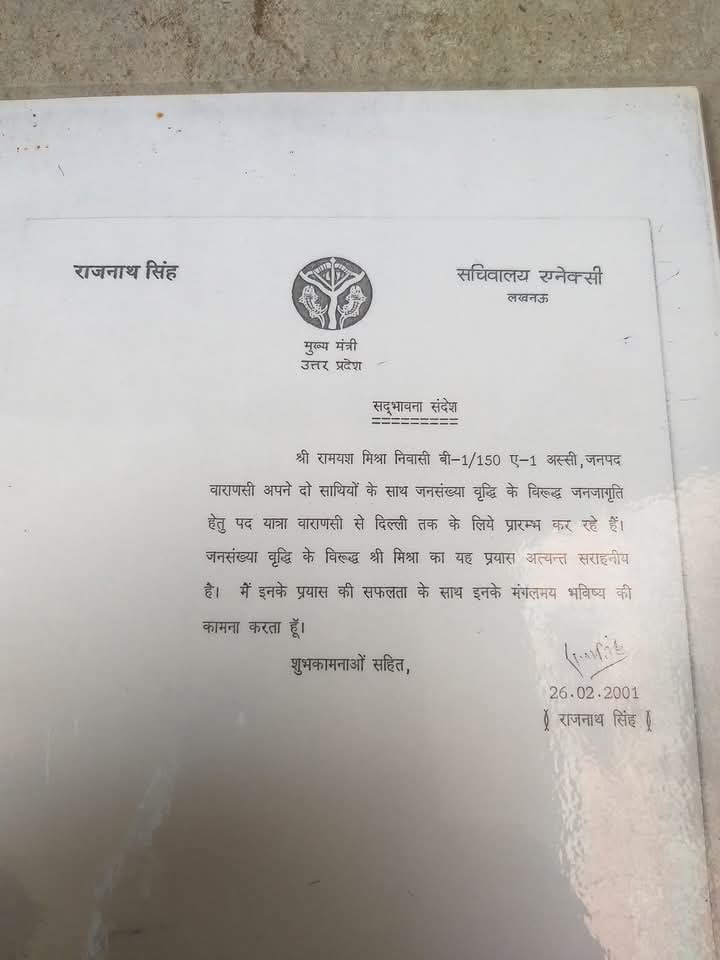 राजनाथ सिंह
सचिवालय एनेक्सी
लखनऊ
मुख्य मंत्री
उत्तर प्रदेश
सद्भावना संदेश
श्री रामयश मिश्रा निवासी बी-1/150 ए-1 अस्सी,जनपद
वाराणसी अपने दो साथियों के साथ जनसंख्या वृद्धि के विरूद्ध जनजागृति
हेतु पद यात्रा वाराणसी से दिल्ली तक के लिये प्रारम्भ कर रहे हैं।
जनसंख्या वृद्धि के विरूद्ध श्री मिश्रा का यह प्रयास अत्यन्त सराहनीय
है। मैं इनके प्रयास की सफलता के साथ इनके मंगलमय भविष्य की
कामना करता हूँ।
शुभकामनाओं सहित,
26.02.2001
( राजनाथ सिंह )